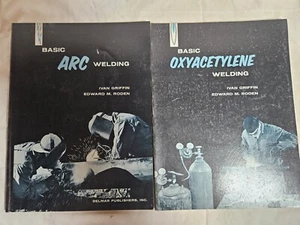 BASIC
ARC WELDING
IVAN GRIFFIN
EDWARD M. RODEN
DELMAR PUBLISHERS, INC.
BASIC
OXYACETYLENE
WELDING
IVAN GRIFFIN
EDWARD M. RODEN